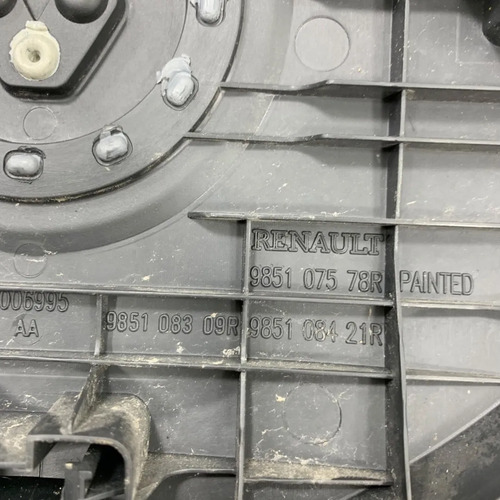 RENAULT
9851 075 78R PAINTED
006995
AA
9851 083 09R 9851 084 21R